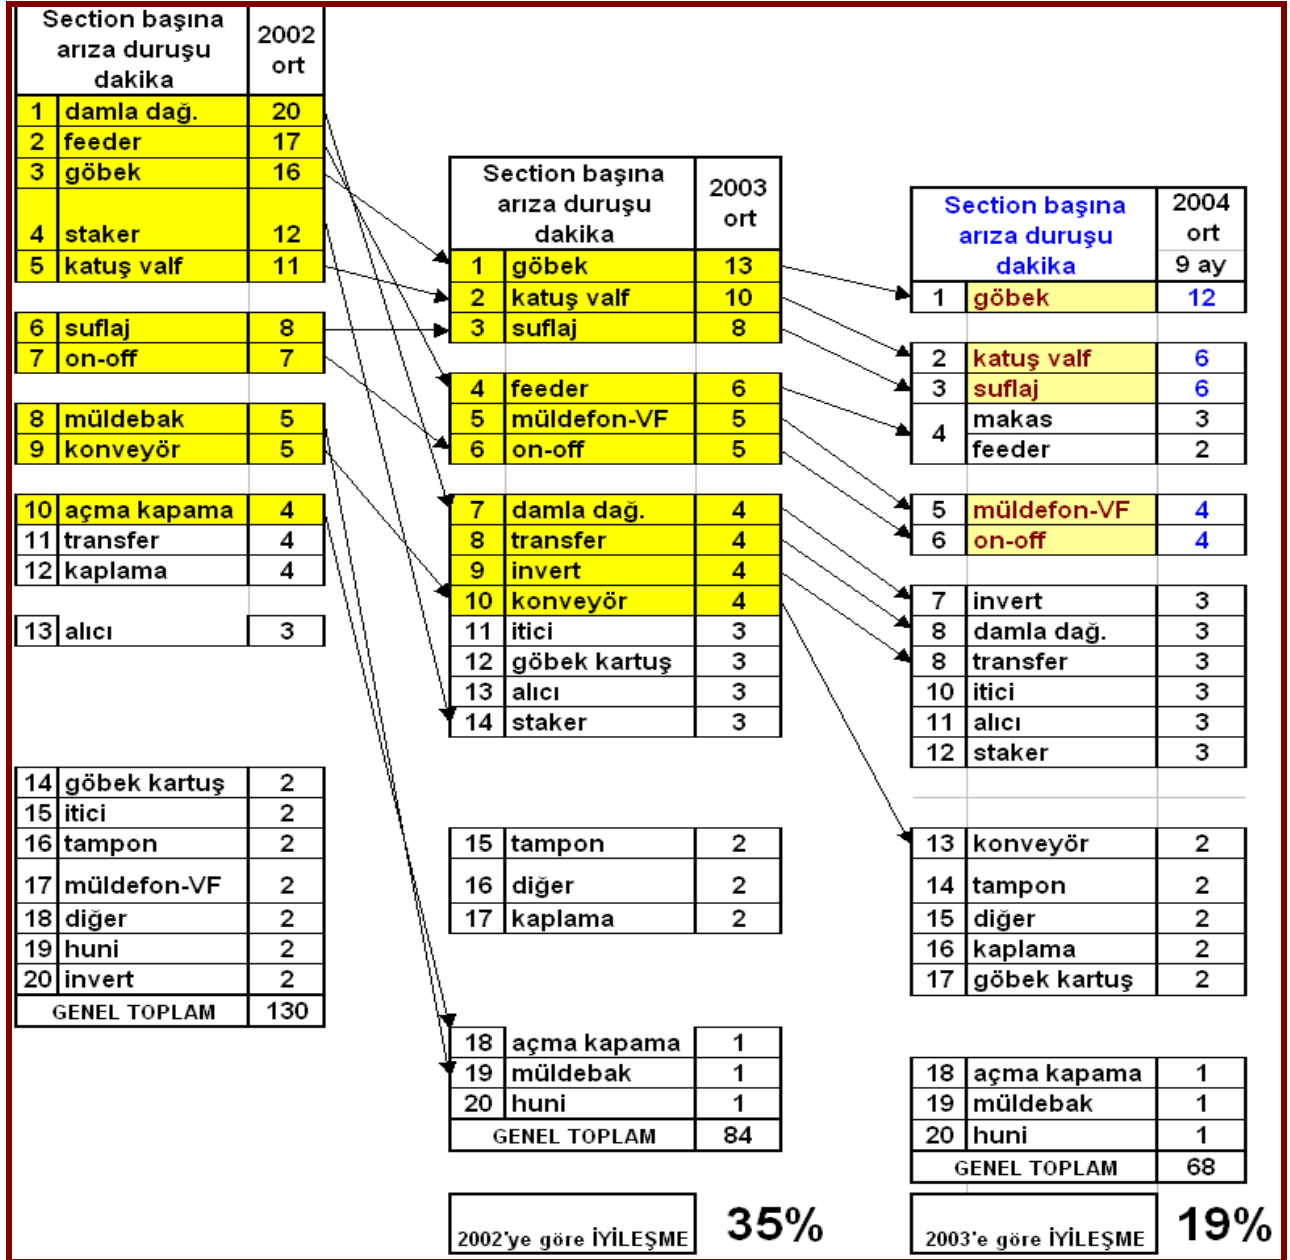 Section başına
arıza duruşu
dakika
2002
ort
1 damla dağ. 20
2 feeder 17
3 göbek 16
4 staker 12
5 katuş valf 11
6 suflaj 8
7 on-off 7
8 müldebak 5
9 konveyör 5
10 açma kapama 4
11 transfer 4
12 kaplama 4
13 alıcı 3
14 göbek kartuş 2
15 itici 2
16 tampon 2
17 müldefon-VF 2
18 diğer 2
19 huni 2
20 invert 2
GENEL TOPLAM 130
Section başına
arıza duruşu
dakika
2003
ort
1 göbek 13
2 katuş valf 10
3 suflaj 8
4 feeder 6
5 müldefon-VF 5
6 on-off 5
7 damla dağ. 4
8 transfer 4
9 invert 4
10 konveyör 4
11 itici 3
12 göbek kartuş 3
13 alıcı 3
14 staker 3
15 tampon 2
16 diğer 2
17 kaplama 2
18 açma kapama 1
19 müldebak 1
20 huni 1
GENEL TOPLAM 84
2002'ye göre İYİLEŞME 35%
Section başına
arıza duruşu
dakika
2004
ort
9 ay
1 göbek 12
2 katuş valf 6
3 suflaj 6
4 makas 3
feeder 2
5 müldefon-VF 4
6 on-off 4
7 invert 3
8 damla dağ. 3
8 transfer 3
10 itici 3
11 alıcı 3
12 staker 3
13 konveyör 2
14 tampon 2
15 diğer 2
16 kaplama 2
17 göbek kartuş 2
18 açma kapama 1
19 müldebak 1
20 huni 1
GENEL TOPLAM 68
2003'e göre İYİLEŞME 19%